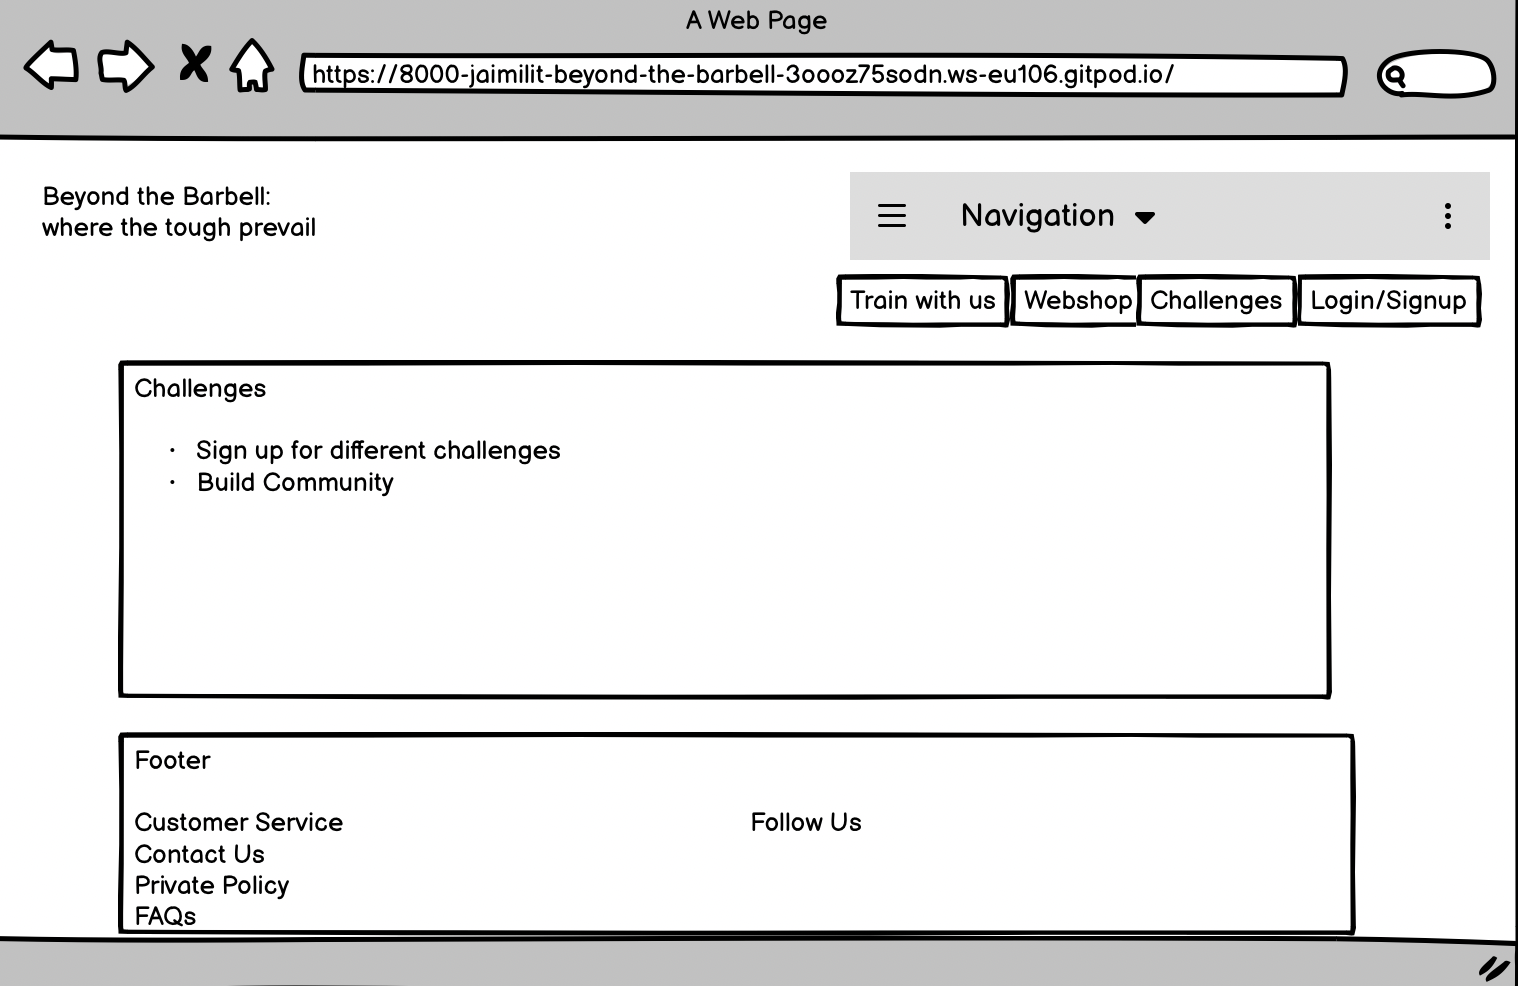 A Web Page
https://8000-jaimilit-beyond-the-barbell-3oooz75sodn.ws-eu106.gitpod.io/
Beyond the Barbell:
where the tough prevail
Navigation
Train with us
Webshop
Challenges
Login/Signup
Challenges
· Sign up for different challenges
· Build Community
Footer
Customer Service
Follow Us
Contact Us
Private Policy
FAQs